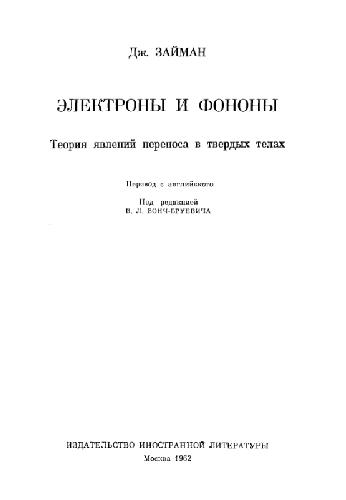 Дж. ЗАЙМАН
ЭЛЕКТРОНЫ И ФОНОНЫ
Теория явлений переноса в твердых телах
Перевод с английского
Под редакцией
В. Л. БОНЧ-БРУЕВИЧА
ИЗДАТЕЛЬСТВО ИНОСТРАННОЙ ЛИТЕРАТУРЫ
Москва 1962